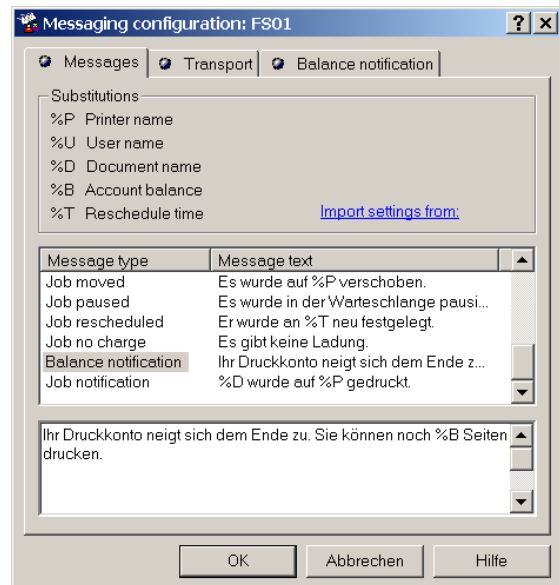 Messaging configuration: FS01
Messages Transport Balance notification
Substitutions
%P Printer name
%U User name
%D Document name
%B Account balance
%T Reschedule time
Import settings from:
Message type Message text
Job moved Es wurde auf %P verschoben.
Job paused Es wurde in der Warteschlange pausi...
Job rescheduled Er wurde an %T neu festgelegt.
Job no charge Es gibt keine Ladung.
Balance notification Ihr Druckkonto neigt sich dem Ende z...
Job notification %D wurde auf %P gedruckt.
Ihr Druckkonto neigt sich dem Ende zu. Sie können noch %B Seiten
drucken.
OK Abbrechen Hilfe